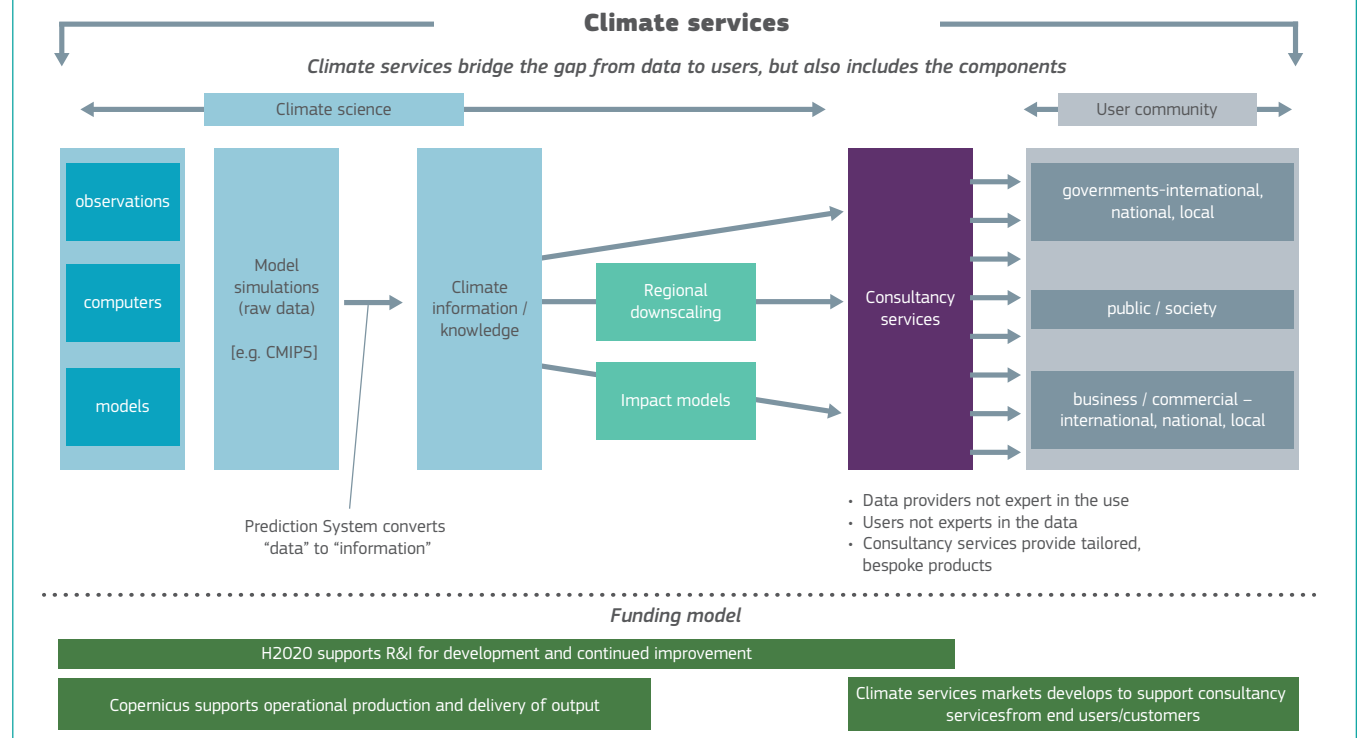 Climate services
Climate services bridge the gap from data to users, but also includes the components
Climate science
User community
observations
computers
models
Model
simulations
(raw data)
[e.g. CMIP5]
Climate
information /
knowledge
Regional
downscaling
Impact models
Consultancy
services
governments-international,
national, local
public / society
business / commercial –
international, national, local
Prediction System converts
“data” to “information”
• Data providers not expert in the use
• Users not experts in the data
• Consultancy services provide tailored,
bespoke products
Funding model
H2020 supports R&I for development and continued improvement
Copernicus supports operational production and delivery of output
Climate services markets develops to support consultancy
servicesfrom end users/customers